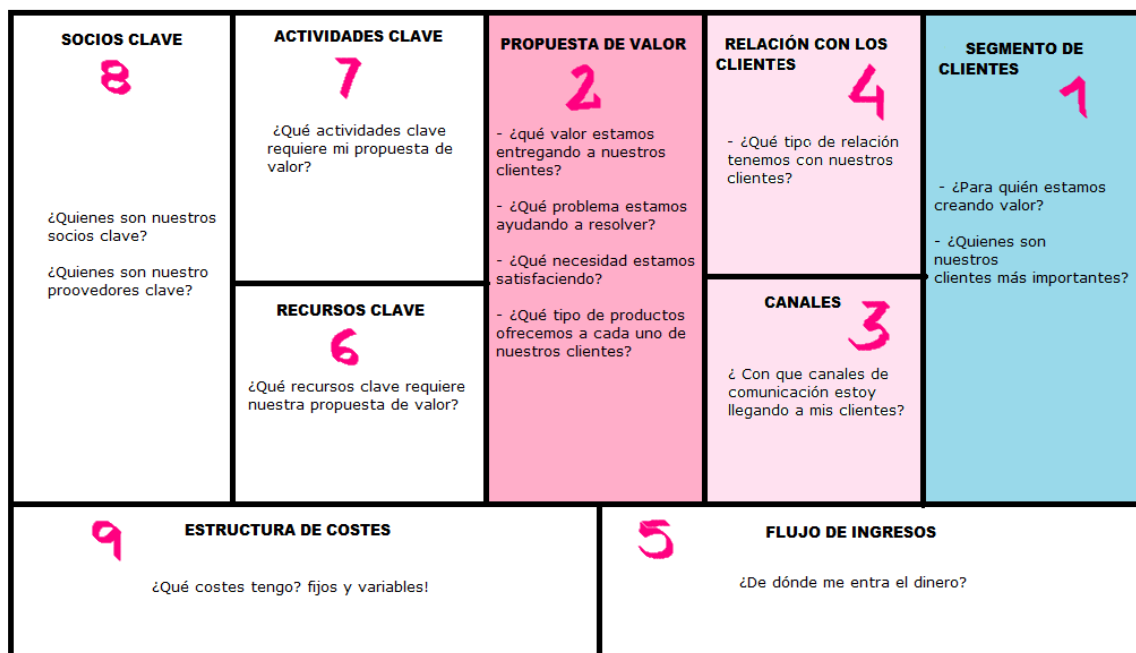 SOCIOS CLAVE
8
¿Quienes son nuestros
socios clave?
¿Quienes son nuestro
proovedores clave?
ACTIVIDADES CLAVE
7
¿Qué actividades clave
requiere mi propuesta de
valor?
RECURSOS CLAVE
6
¿Qué recursos clave requiere
nuestra propuesta de valor?
PROPUESTA DE VALOR
2
- ¿qué valor estamos
entregando a nuestros
clientes?
- ¿Qué problema estamos
ayudando a resolver?
- ¿Qué necesidad estamos
satisfaciendo?
- ¿Qué tipo de productos
ofrecemos a cada uno de
nuestros clientes?
RELACIÓN CON LOS
CLIENTES
4
- ¿Qué tipo de relación
tenemos con nuestros
clientes?
CANALES
3
¿ Con que canales de
comunicación estoy
llegando a mis clientes?
SEGMENTO DE
CLIENTES
1
- ¿Para quién estamos
creando valor?
- ¿Quienes son
nuestros
clientes más importantes?
9
ESTRUCTURA DE COSTES
¿Qué costes tengo? fijos y variables!
5
FLUJO DE INGRESOS
¿De dónde me entra el dinero?